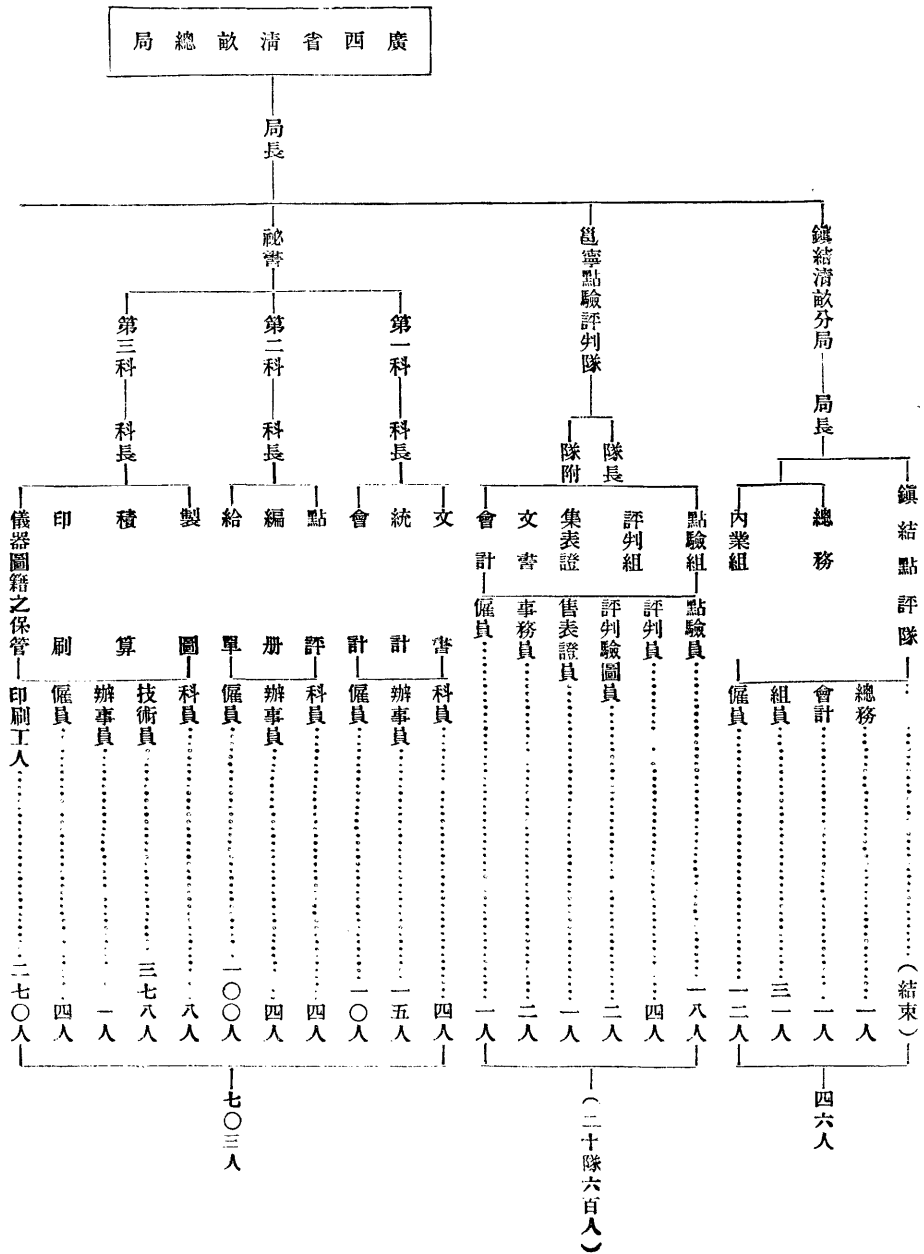 廣西省清畝總局
局長
鎮結清畝分局
局長
鎮結點評隊
(結束)
總務
內業組
總務
一人
會計
一人
組員
三一人
僱員
一二人
四六人
邕寧點驗評判隊
隊長
隊附
點驗組
點驗員
一八人
評判組
評判員
四人
評判驗圖員
二人
集表證
售表證員
一人
文書
事務員
二人
會計
僱員
一人
(二十隊六百人)
祕書
第一科
科長
文書
統計
會計
科員
四人
辦事員
一五人
僱員
一〇人
第二科
科長
點評
編册
給單
科員
四人
辦事員
四人
僱員
一〇〇人
第三科
科長
製圖
積算
印刷
儀器圖籍之保管
科員
八人
技術員
三七八人
辦事員
一人
僱員
四人
印刷工人
二七〇人
七〇三人